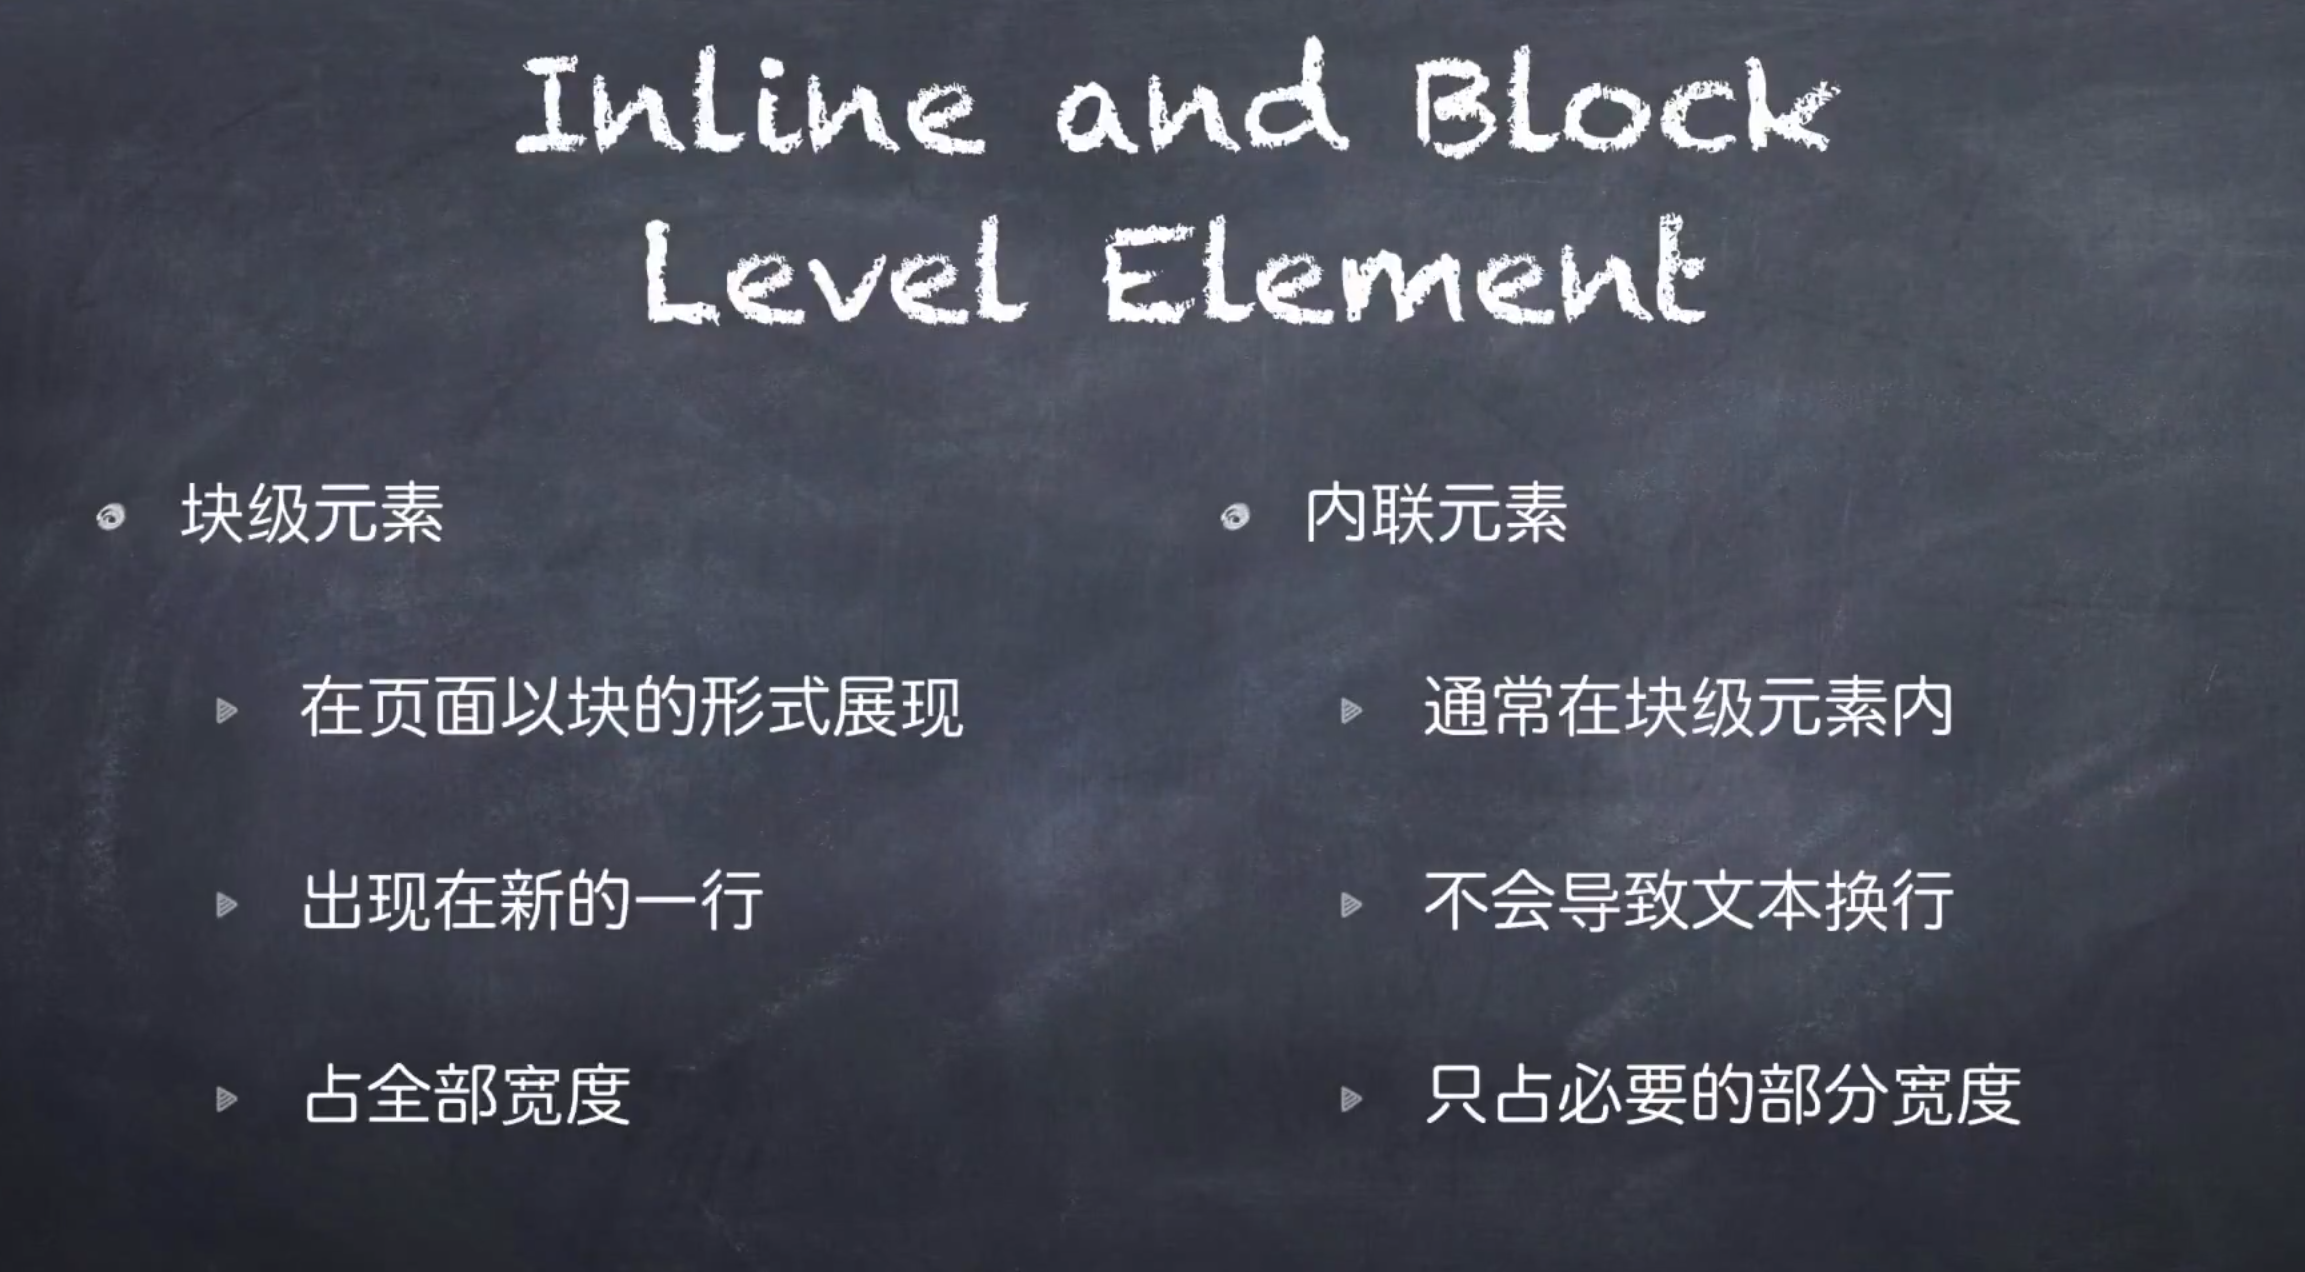 Inline and Block
Level Element
块级元素
在页面以块的形式展现
出现在新的一行
占全部宽度
内联元素
通常在块级元素内
不会导致文本换行
只占必要的部分宽度